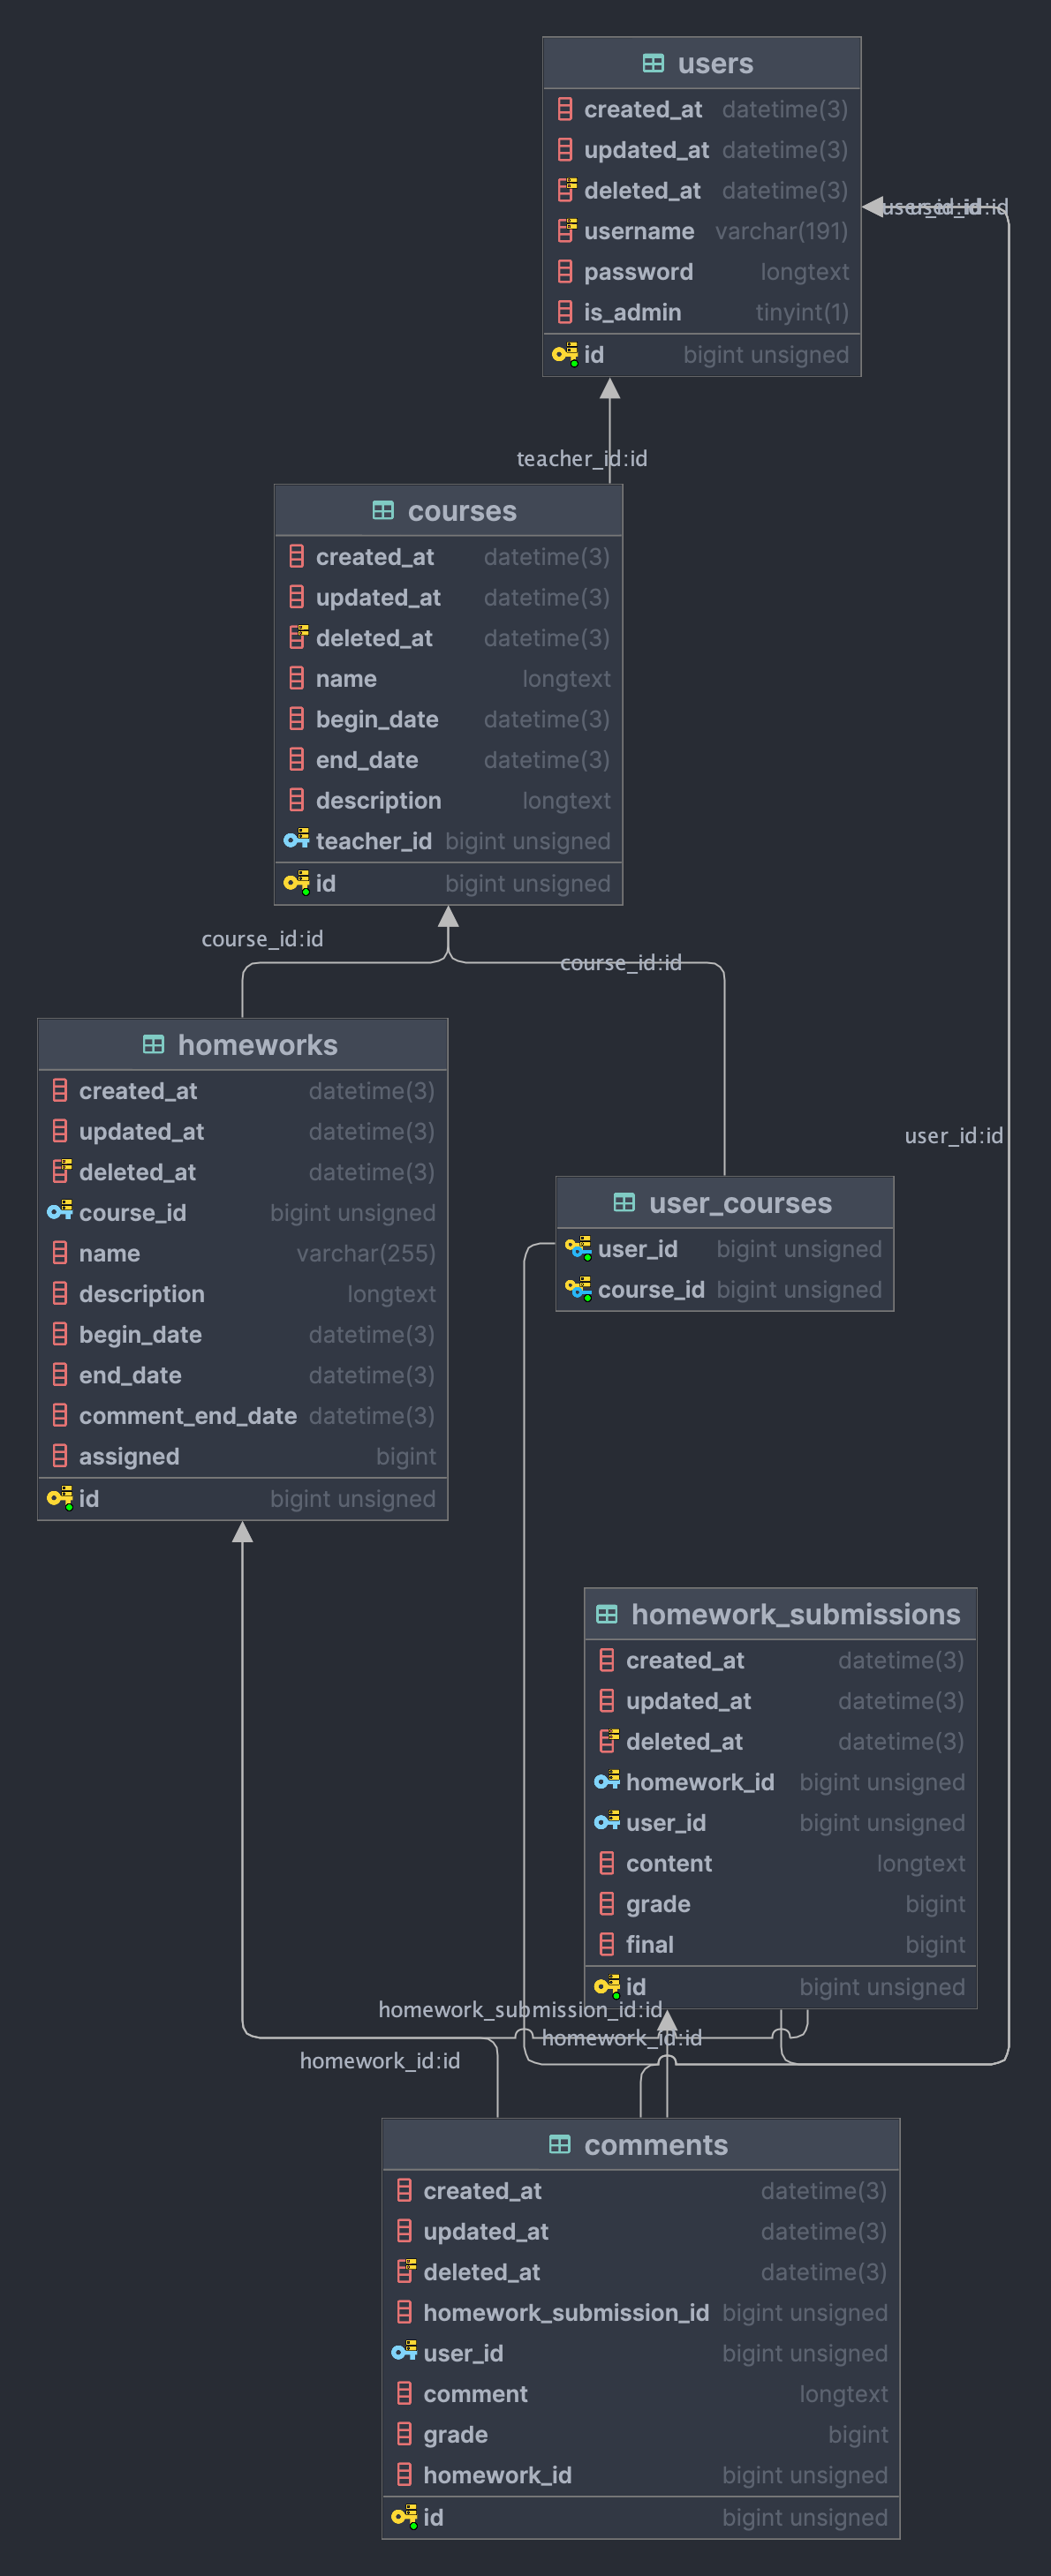 users
created_at datetime(3)
updated_at datetime(3)
deleted_at datetime(3)
username varchar(191)
password longtext
is_admin tinyint(1)
id bigint unsigned
teacher_id:id
courses
created_at datetime(3)
updated_at datetime(3)
deleted_at datetime(3)
name longtext
begin_date datetime(3)
end_date datetime(3)
description longtext
teacher_id bigint unsigned
id bigint unsigned
course_id:id
course_id:id
homeworks
created_at datetime(3)
updated_at datetime(3)
deleted_at datetime(3)
course_id bigint unsigned
name varchar(255)
description longtext
begin_date datetime(3)
end_date datetime(3)
comment_end_date datetime(3)
assigned bigint
id bigint unsigned
user_id:id
user_courses
user_id bigint unsigned
course_id bigint unsigned
homework_submissions
created_at datetime(3)
updated_at datetime(3)
deleted_at datetime(3)
homework_id bigint unsigned
user_id bigint unsigned
content longtext
grade bigint
final bigint
id bigint unsigned
homework_submission_id:id
homework_id:id
homework_id:id
comments
created_at datetime(3)
updated_at datetime(3)
deleted_at datetime(3)
homework_submission_id bigint unsigned
user_id bigint unsigned
comment longtext
grade bigint
homework_id bigint unsigned
id bigint unsigned